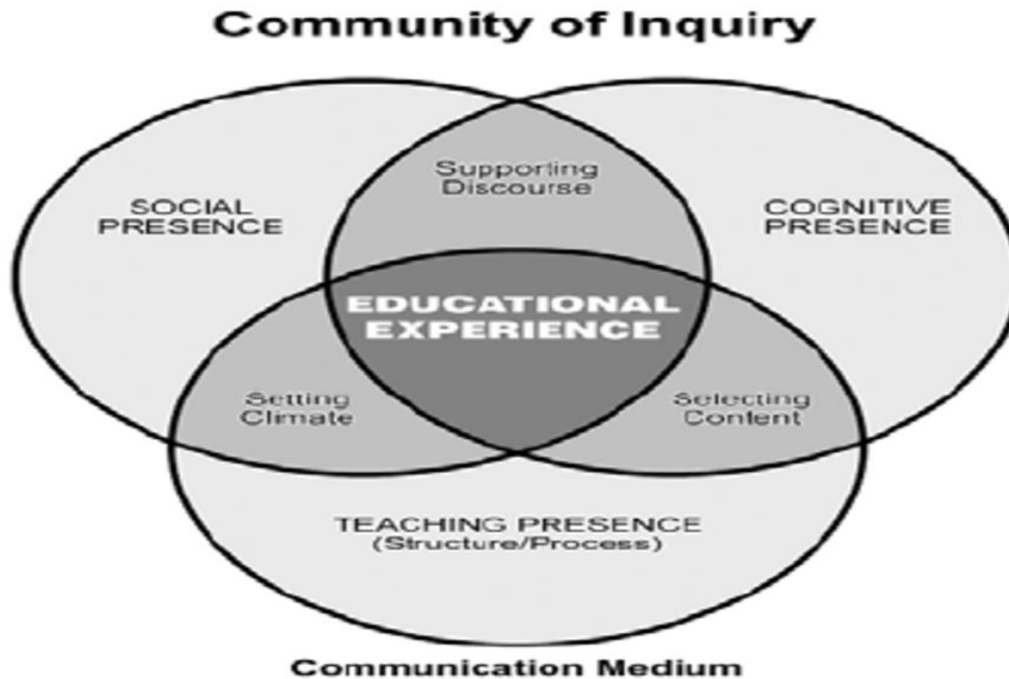 Community of Inquiry
Supporting
Discourse
SOCIAL
PRESENCE
COGNITIVE
PRESENCE
EDUCATIONAL
EXPERIENCE
Setting
Climate
Selecting
Content
TEACHING PRESENCE
(Structure/Process)
Communication Medium